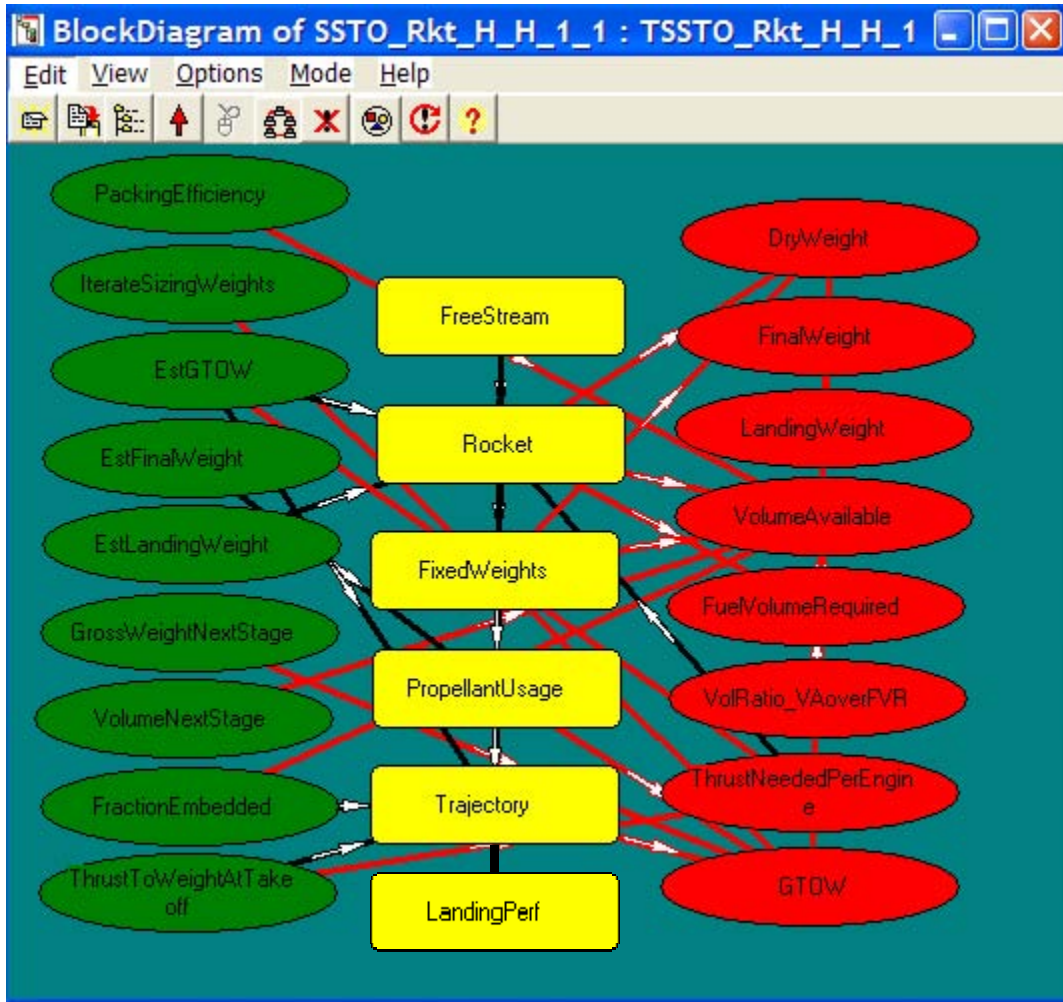 BlockDiagram of SSTO_Rkt_H_H_1_1 : TSSTO_Rkt_H_H_1
Edit View Options Mode Help
PackingEfficiency
IterateSizingWeights
EstGTOW
EstFinalWeight
EstLandingWeight
GrossWeightNextStage
VolumeNextStage
FractionEmbedded
ThrustToWeightAtTake
off
FreeStream
Rocket
FixedWeights
PropellantUsage
Trajectory
LandingPerf
DryWeight
FinalWeight
LandingWeight
VolumeAvailable
FuelVolumeRequired
VolRatio_VAoverFVR
ThrustNeededPerEngin
e
GTOW